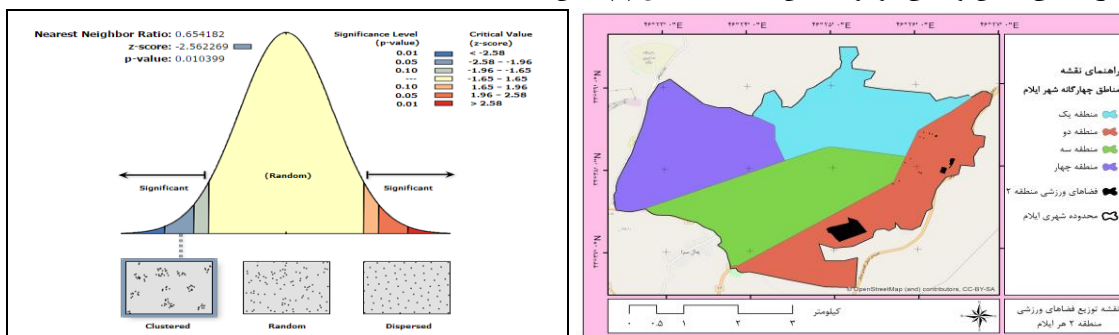 Nearest Neighbor Ratio: 0.654182
z-score: -2.562269
p-value: 0.010399
Significance Level (p-value) Critical Value (z-score)
0.01 < -2.58
0.05 -2.58 - -1.96
0.10 -1.96 - -1.65
--- -1.65 - 1.65
0.10 1.65 - 1.96
0.05 1.96 - 2.58
0.01 > 2.58
(Random)
Significant Significant
Clustered Random Dispersed
راهنمای نقشه
مناطق چهارگانه شهر ایلام
منطقه یک
منطقه دو
منطقه سه
منطقه چهار
فضاهای ورزشی منطقه ۲
محدوده شهری ایلام
© OpenStreetMap (and) contributors, CC-BY-SA
کیلومتر
۰ ۰.۵ ۱ ۲ ۳
نقشه توزیع فضاهای ورزشی
منطقه ۲ هر ایلام